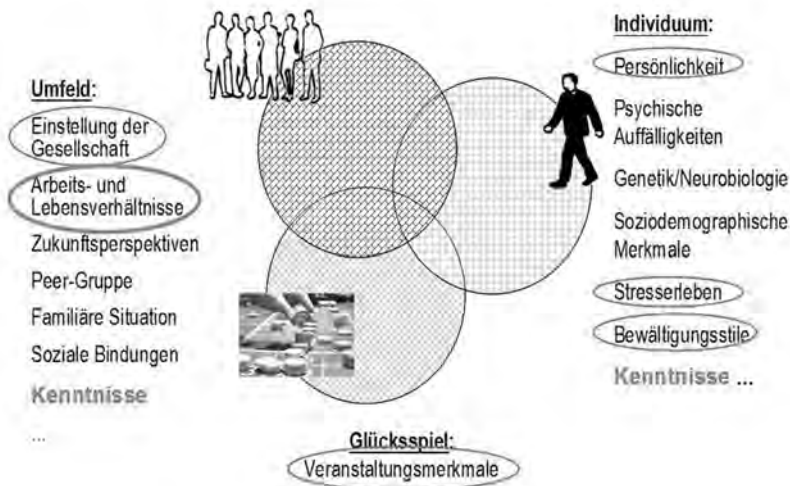 Umfeld:
Einstellung der
Gesellschaft
Arbeits- und
Lebensverhältnisse
Zukunftsperspektiven
Peer-Gruppe
Familiäre Situation
Soziale Bindungen
Kenntnisse
...
Individuum:
Persönlichkeit
Psychische
Auffälligkeiten
Genetik/Neurobiologie
Soziodemographische
Merkmale
Stresserleben
Bewältigungsstile
Kenntnisse ...
Glücksspiel:
Veranstaltungsmerkmale